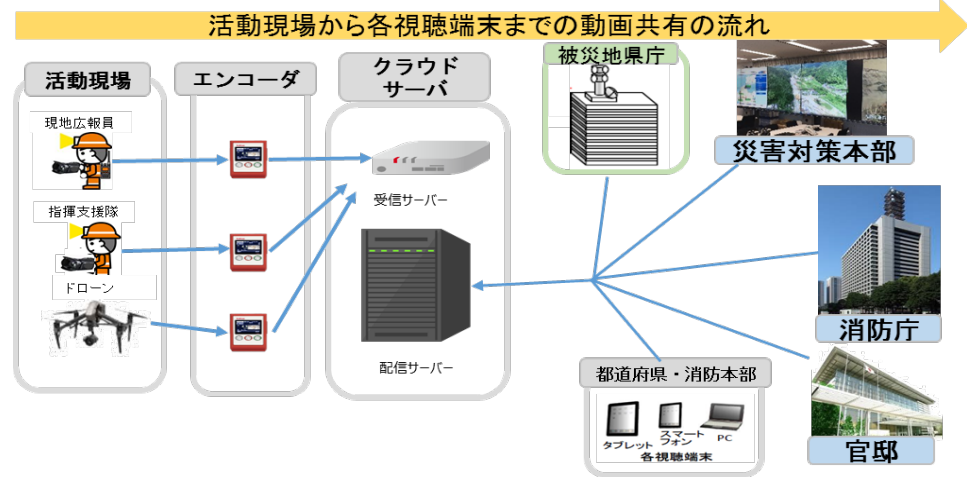 活動現場から各視聴端末までの動画共有の流れ
活動現場
エンコーダ
クラウド
サーバ
被災地県庁
災害対策本部
現地広報員
指揮支援隊
ドローン
受信サーバー
配信サーバー
消防庁
官邸
都道府県・消防本部
タブレット
スマート
フォン
PC
各視聴端末